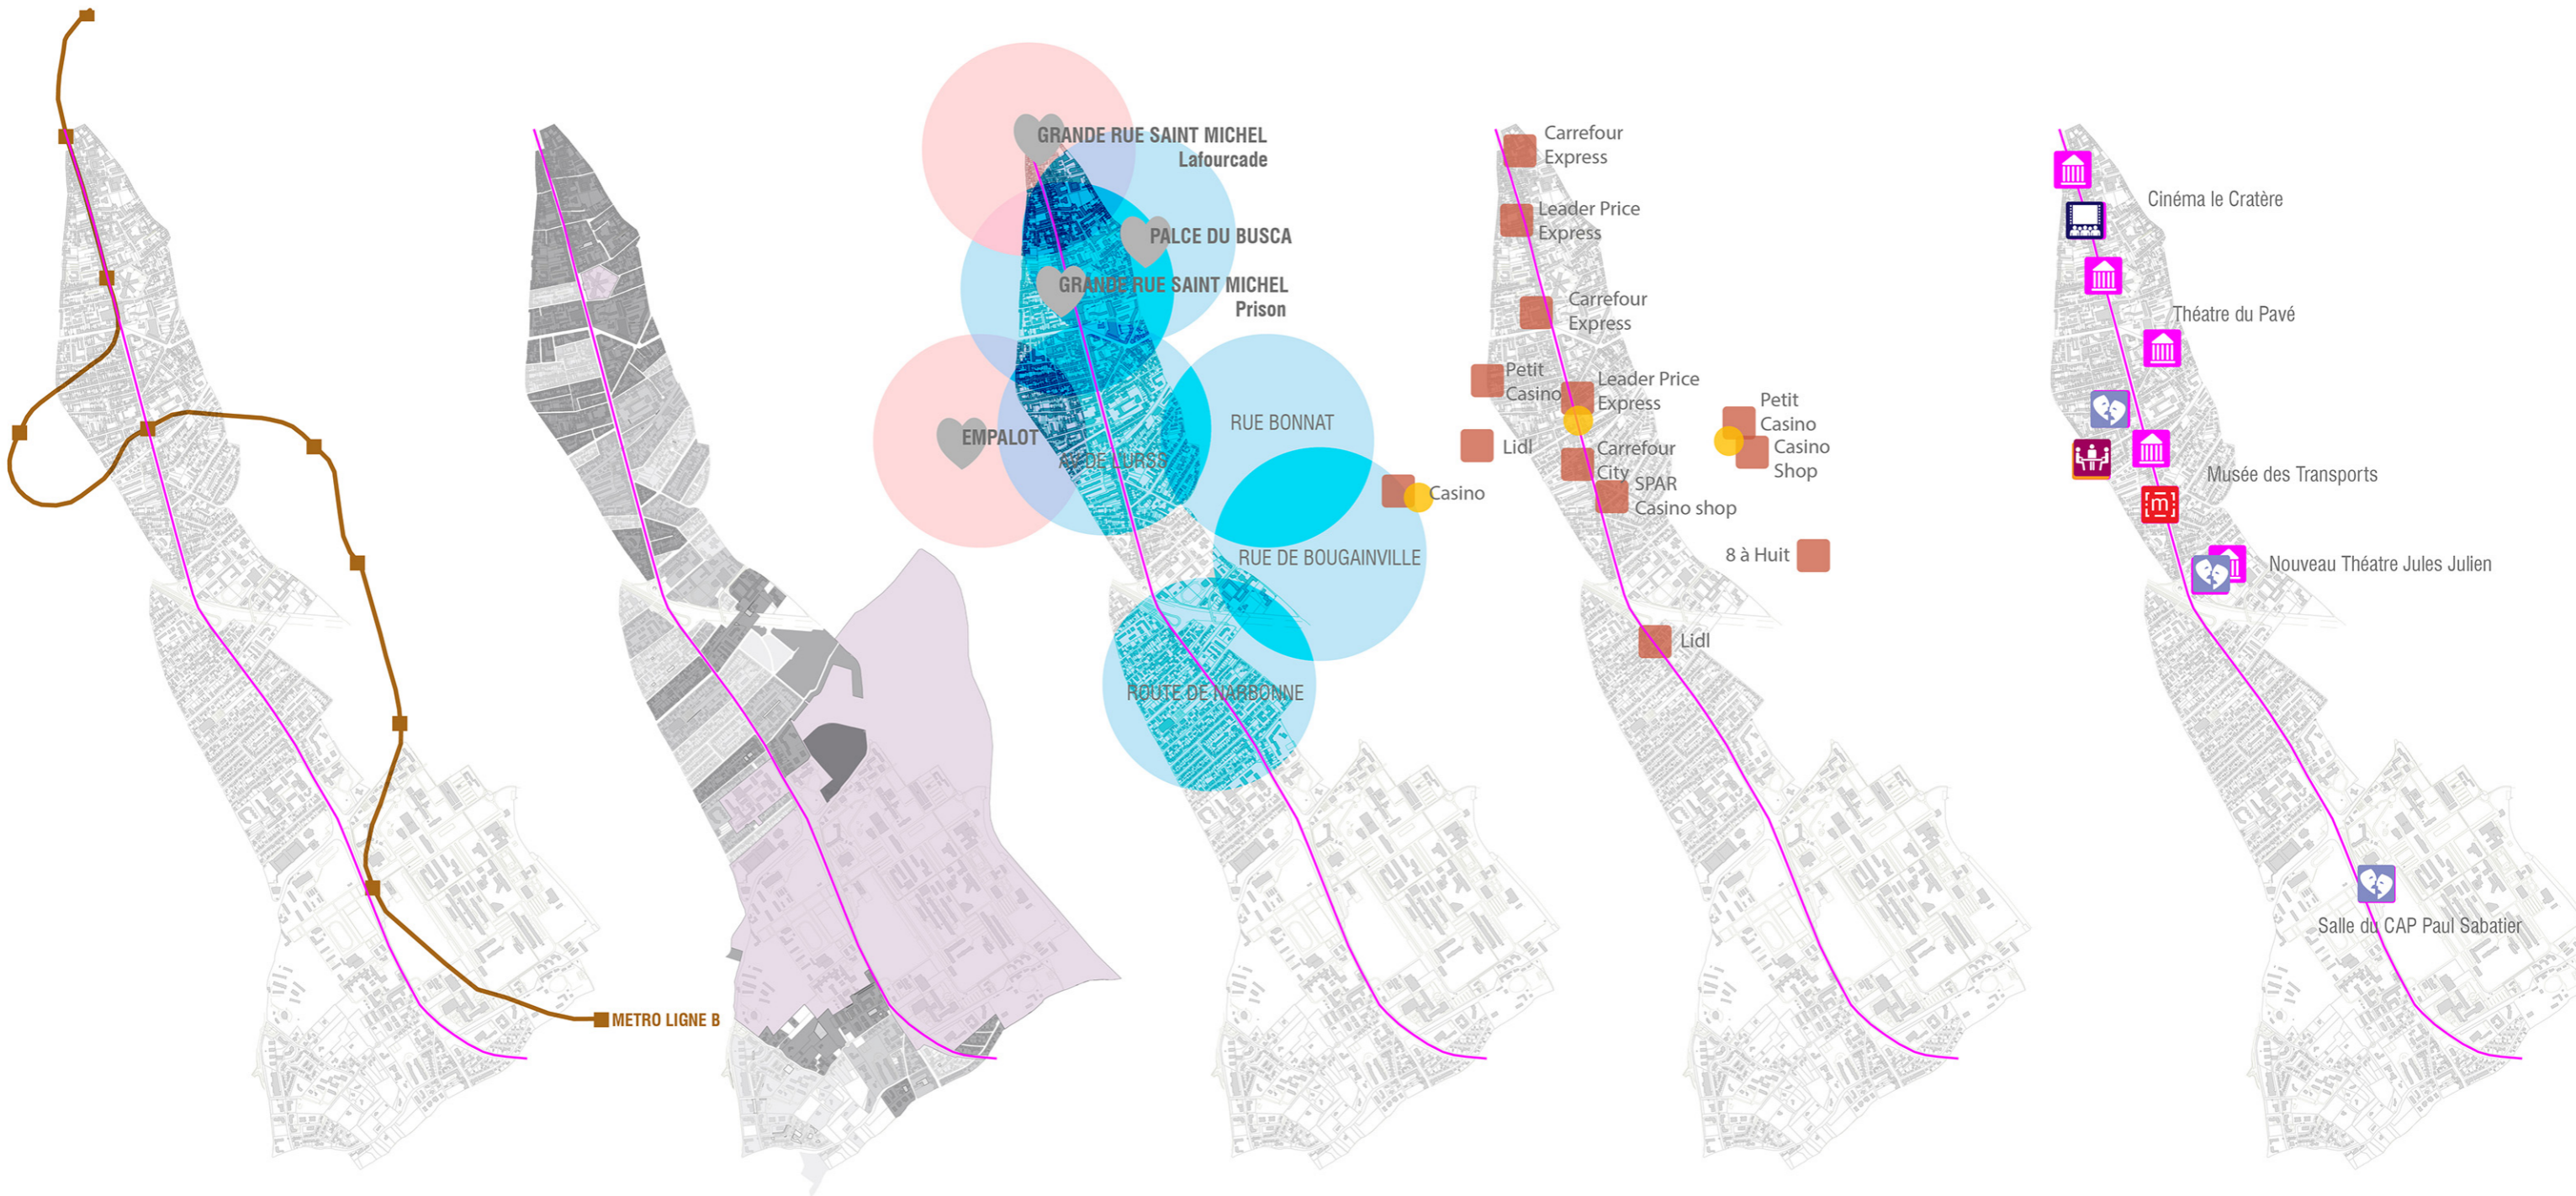 METRO LIGNE B
GRANDE RUE SAINT MICHEL
Lafourcade
PALCE DU BUSCA
GRANDE RUE SAINT MICHEL
Prison
RUE BONNAT
EMPALOT
AV DE L'URSS
RUE DE BOUGAINVILLE
ROUTE DE NARBONNE
Carrefour
Express
Leader Price
Express
Carrefour
Express
Petit
Casino
Leader Price
Express
Petit
Casino
Casino
Shop
Lidl
Carrefour
City
SPAR
Casino shop
Casino
8 à Huit
Lidl
Cinéma le Cratère
Théatre du Pavé
Musée des Transports
m
Nouveau Théatre Jules Julien
Salle du CAP Paul Sabatier